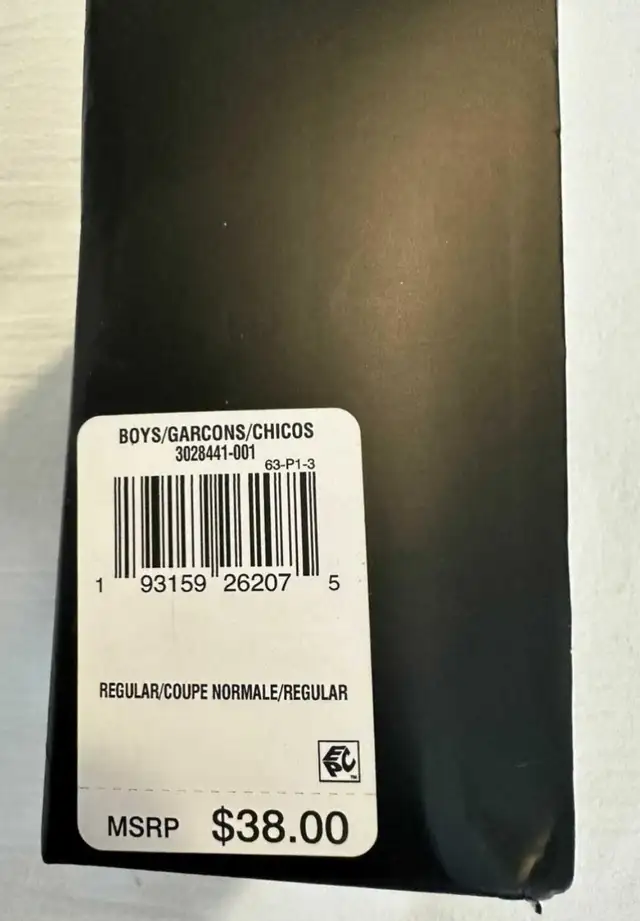 BOYS/GARCONS/CHICOS
3028441-001
63-P1-3
1 93159 26207 5
REGULAR/COUPE NORMALE/REGULAR
EPC
MSRP $38.00